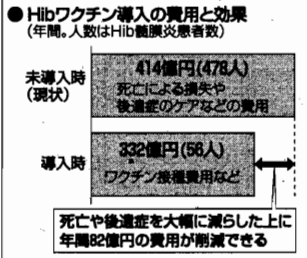 ●Hibワクチン導入の費用と効果
(年間。人数はHib髄膜炎患者数)
未導入時
(現状)
414億円(478人)
死亡による損失や
後遺症のケアなどの費用
導入時
332億円(56人)
ワクチン接種費用など
死亡や後遺症を大幅に減らした上に
年間82億円の費用が削減できる